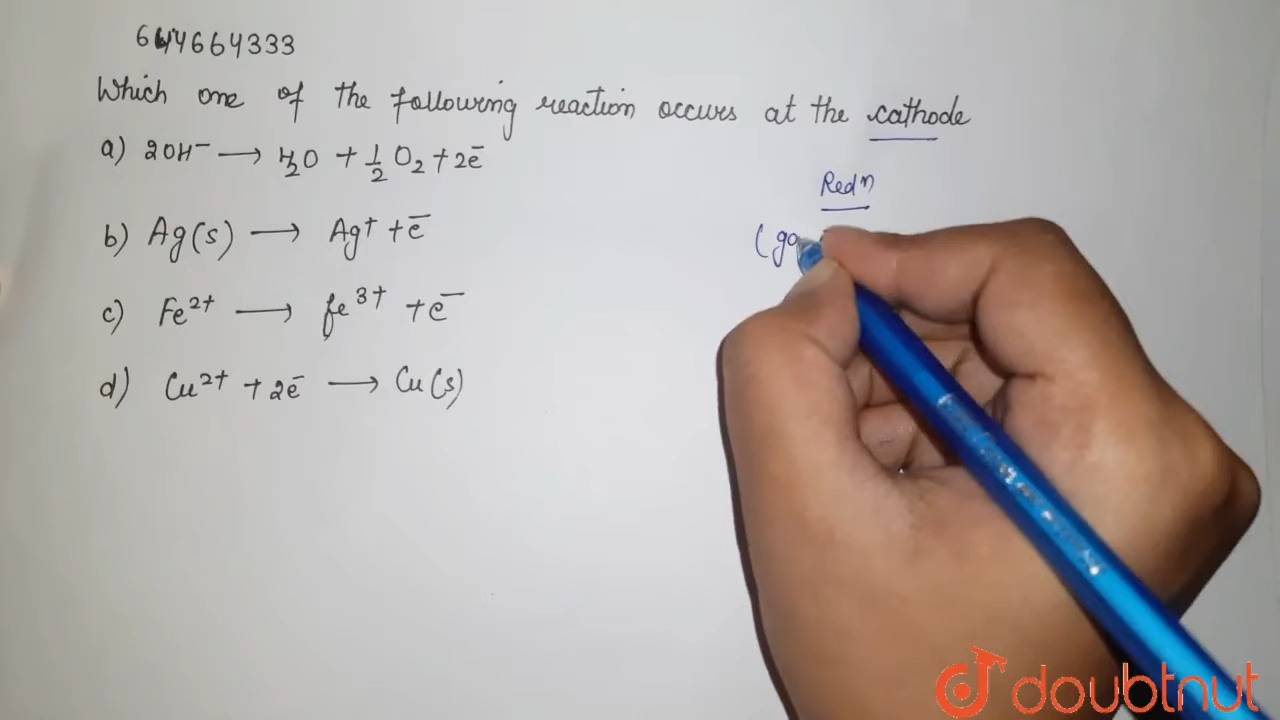 644664333
Which one of the following reaction occurs at the cathode
a) 2OH⁻ ⟶ H₂O + 1/2 O₂ + 2e⁻
Redⁿ
b) Ag(s) ⟶ Ag⁺ + e⁻
(ga
c) Fe²⁺ ⟶ fe³⁺ + e⁻
d) Cu²⁺ + 2e⁻ ⟶ Cu(s)
doubtnut